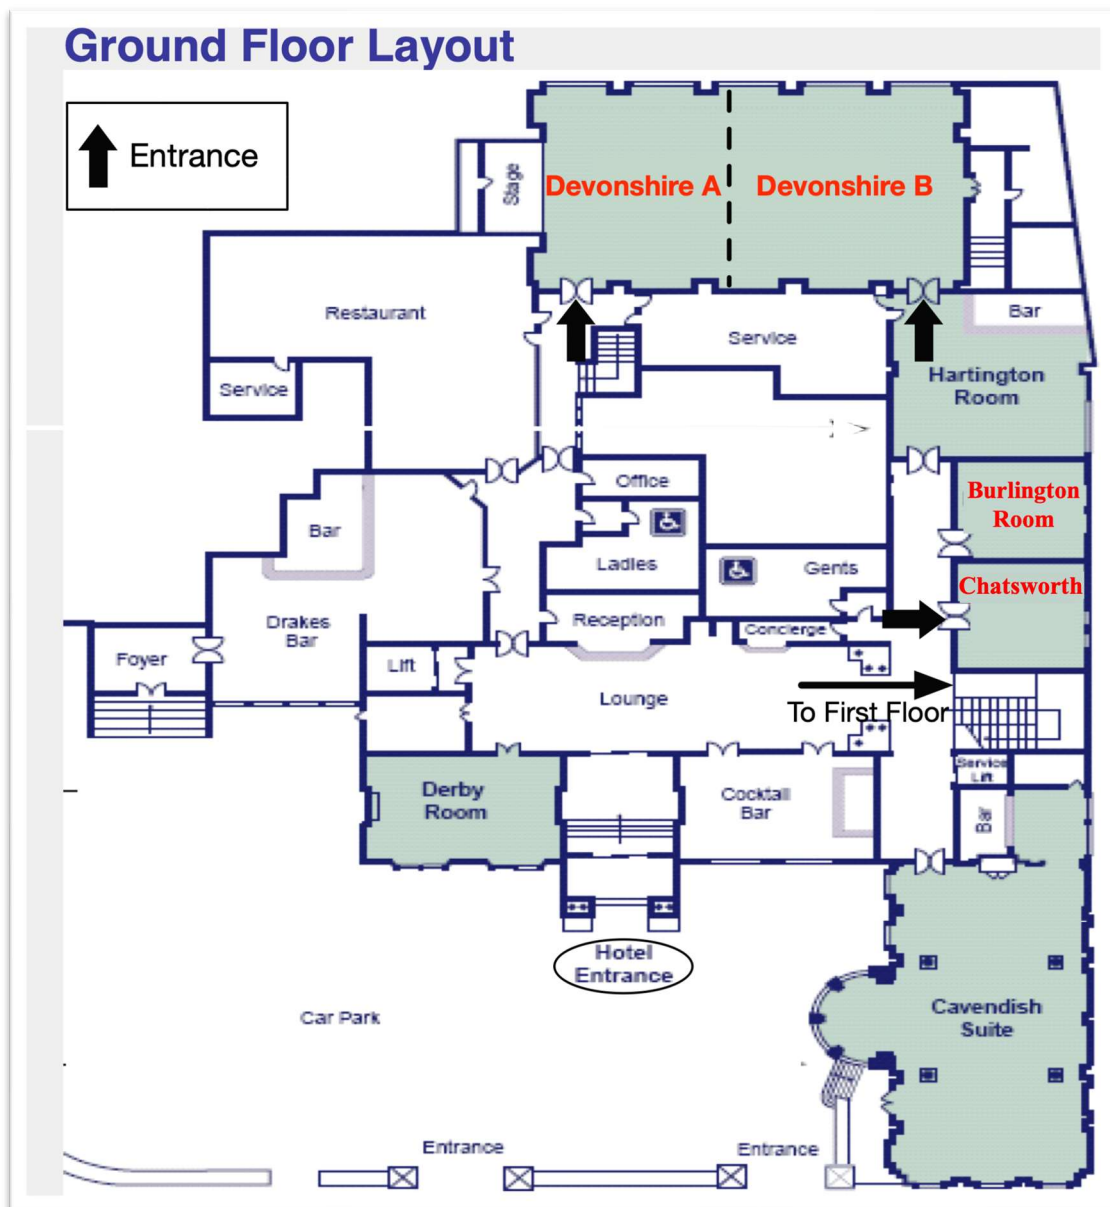 Ground Floor Layout
Entrance
Stage
Devonshire A
Devonshire B
Restaurant
Service
Bar
Service
Hartington
Room
Office
Burlington
Room
Bar
Ladies
Gents
Chatsworth
Drakes
Bar
Reception
Concierge
Foyer
Lift
Lounge
To First Floor
Service
Lift
Derby
Room
Cocktail
Bar
Bar
Hotel
Entrance
Car Park
Cavendish
Suite
Entrance
Entrance